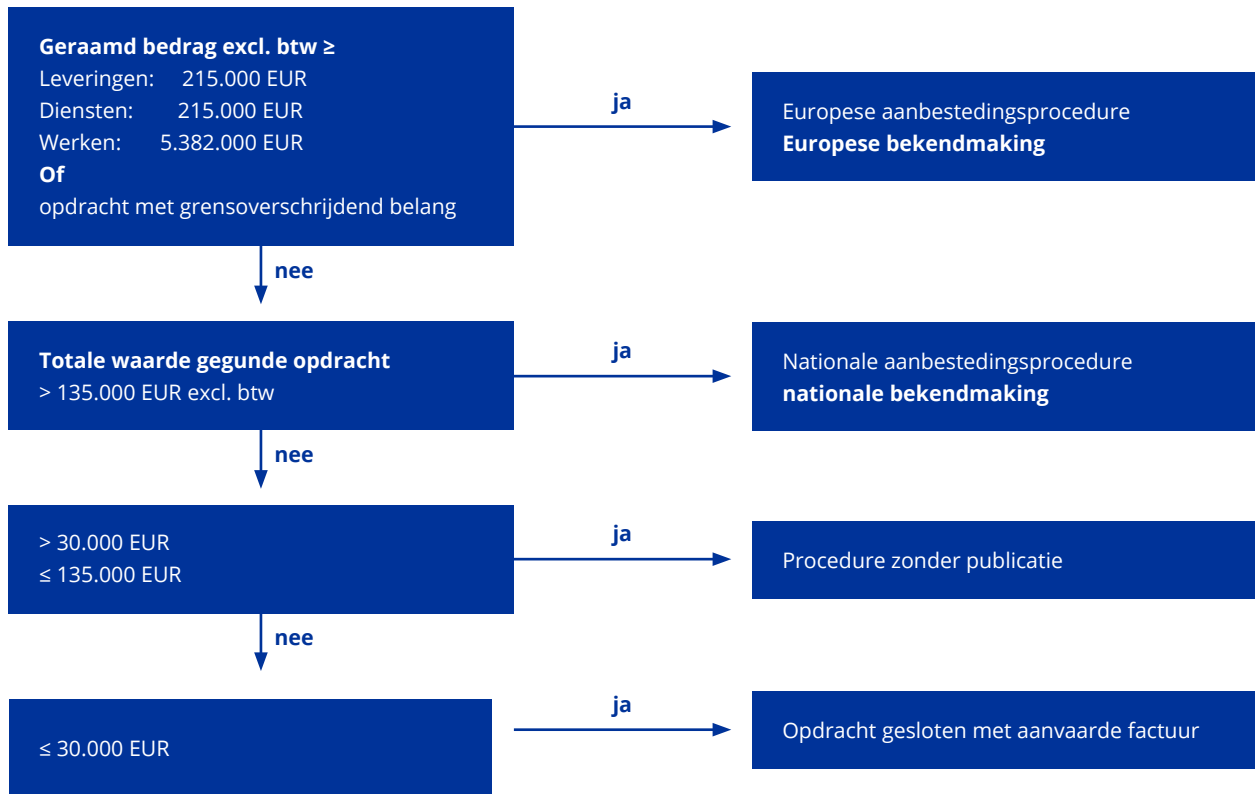 Geraamd bedrag excl. btw ≥
Leveringen: 215.000 EUR
Diensten: 215.000 EUR
Werken: 5.382.000 EUR
Of
opdracht met grensoverschrijdend belang
ja
Europese aanbestedingsprocedure
Europese bekendmaking
nee
Totale waarde gegunde opdracht
> 135.000 EUR excl. btw
ja
Nationale aanbestedingsprocedure
nationale bekendmaking
nee
> 30.000 EUR
≤ 135.000 EUR
ja
Procedure zonder publicatie
nee
≤ 30.000 EUR
ja
Opdracht gesloten met aanvaarde factuur